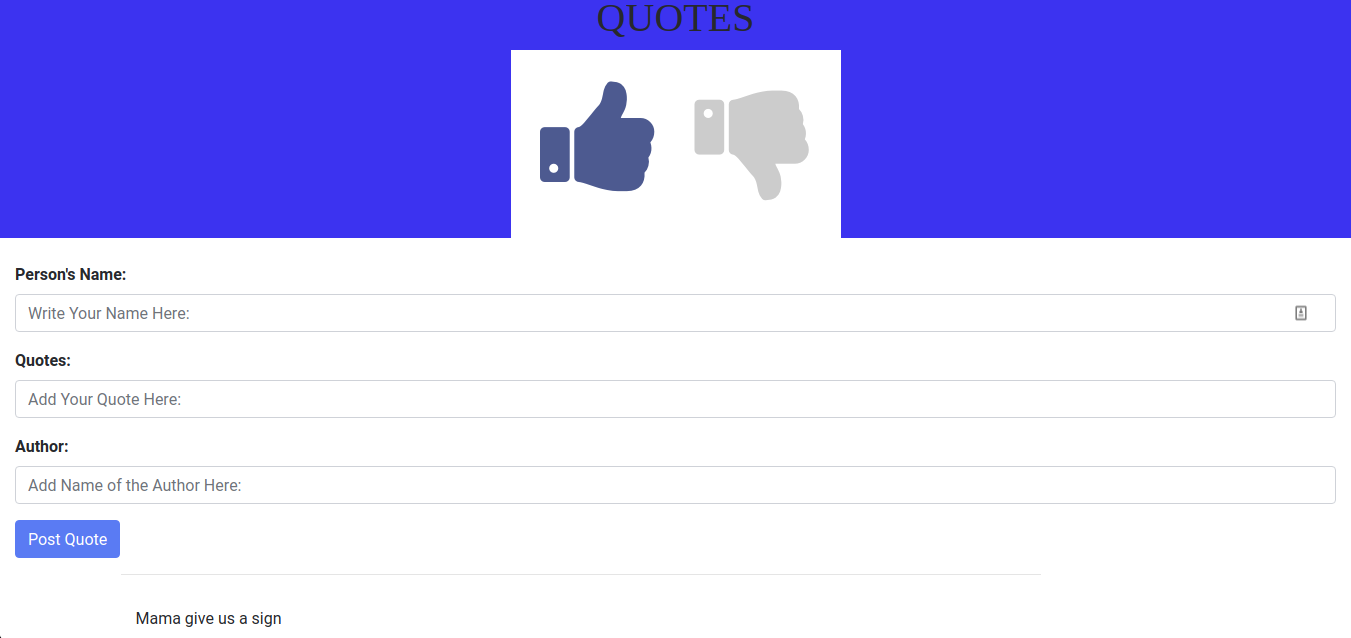 QUOTES
Person's Name:
Write Your Name Here:
Quotes:
Add Your Quote Here:
Author:
Add Name of the Author Here:
Post Quote
Mama give us a sign